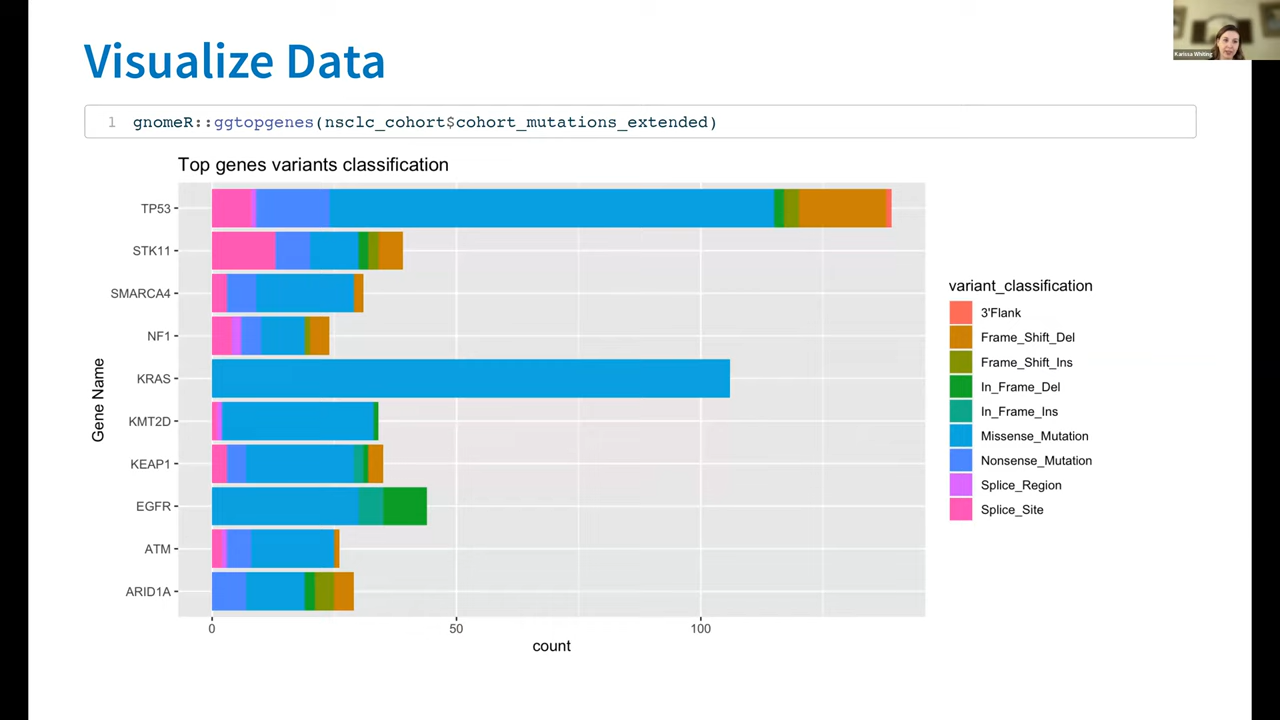 Visualize Data
Karissa Whiting
1 gnomeR::ggtopgenes(nsclc_cohort$cohort_mutations_extended)
Top genes variants classification
TP53
STK11
SMARCA4
NF1
KRAS
KMT2D
KEAP1
EGFR
ATM
ARID1A
Gene Name
0 50 100
count
variant_classification
3'Flank
Frame_Shift_Del
Frame_Shift_Ins
In_Frame_Del
In_Frame_Ins
Missense_Mutation
Nonsense_Mutation
Splice_Region
Splice_Site